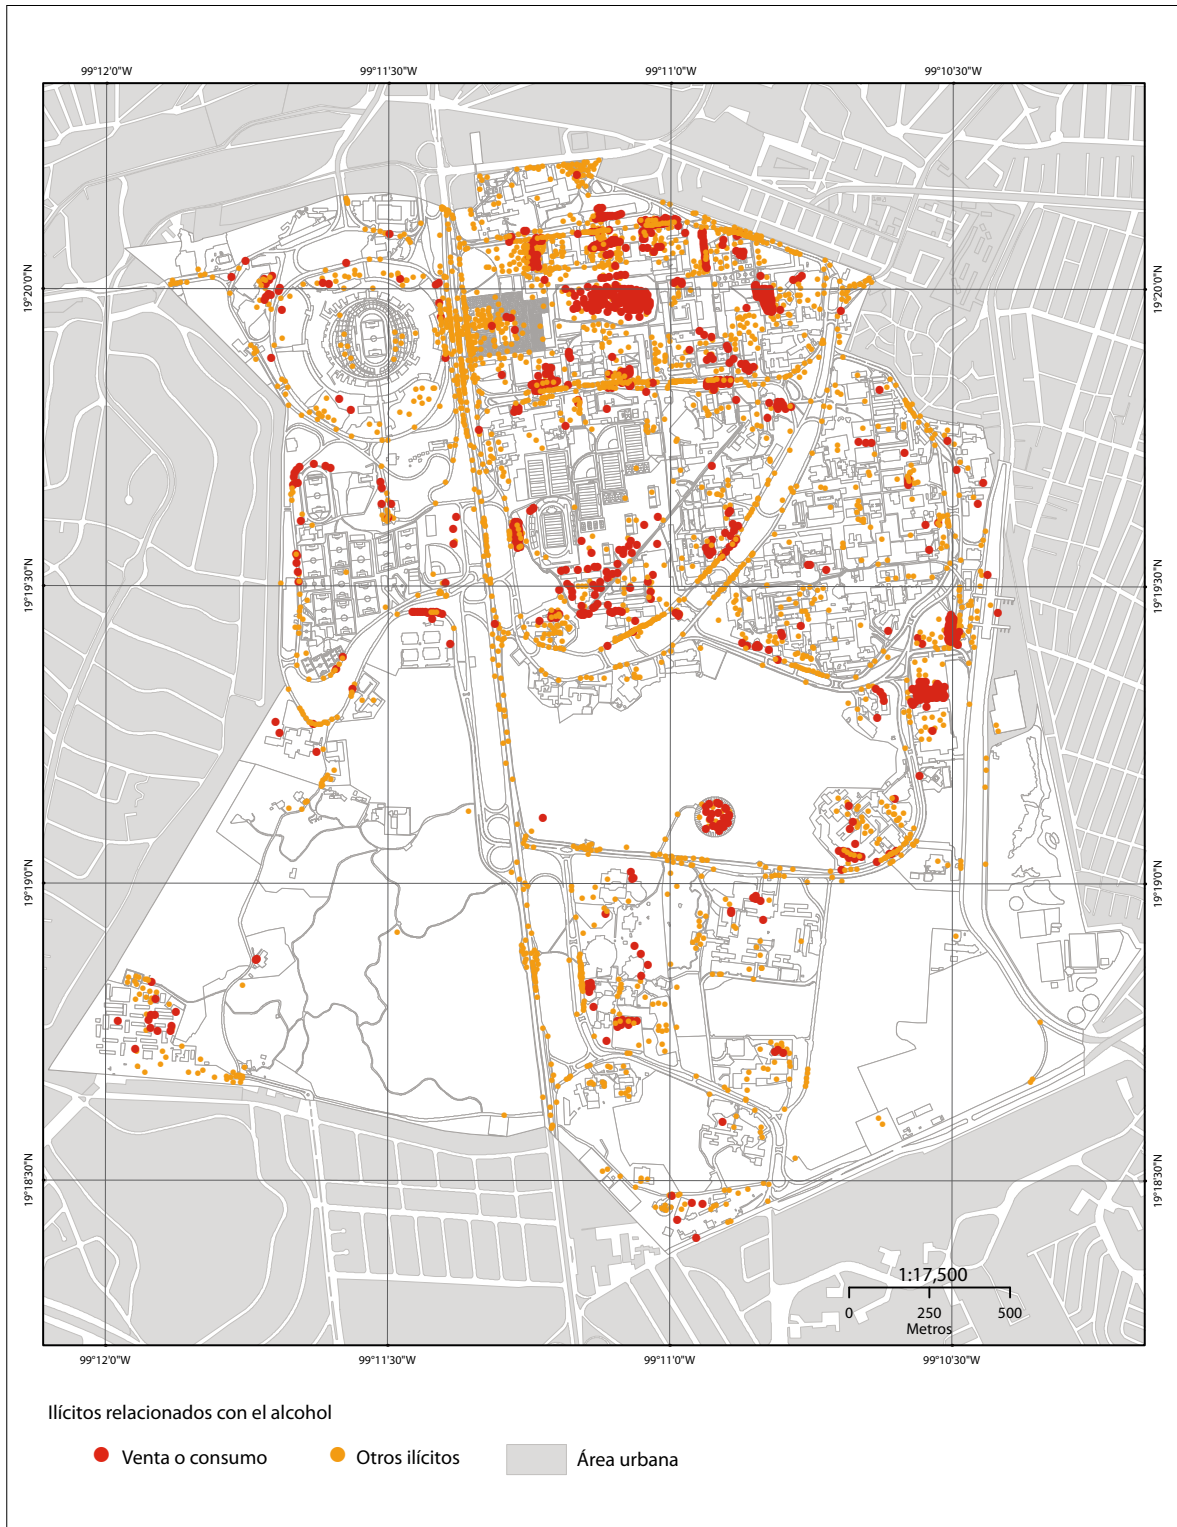 99°12'0"W
99°11'30"W
99°11'0"W
99°10'30"W
19°20'0"N
19°20'0"N
19°19'30"N
19°19'30"N
19°19'0"N
19°19'0"N
19°18'30"N
19°18'30"N
1:17,500
0 250 500
Metros
99°12'0"W
99°11'30"W
99°11'0"W
99°10'30"W
Ilícitos relacionados con el alcohol
Venta o consumo
Otros ilícitos
Área urbana